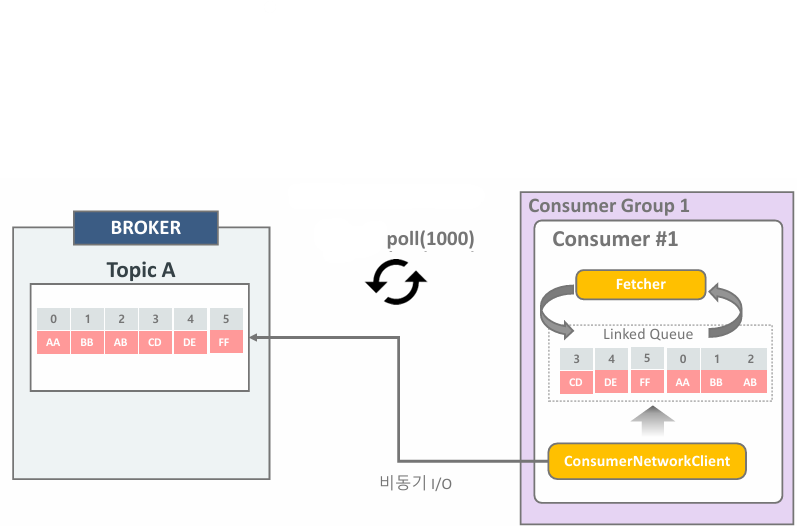 BROKER
Topic A
0 1 2 3 4 5
AA BB AB CD DE FF
poll(1000)
비동기 I/O
Consumer Group 1
Consumer #1
Fetcher
Linked Queue
3 4 5 0 1 2
CD DE FF AA BB AB
ConsumerNetworkClient